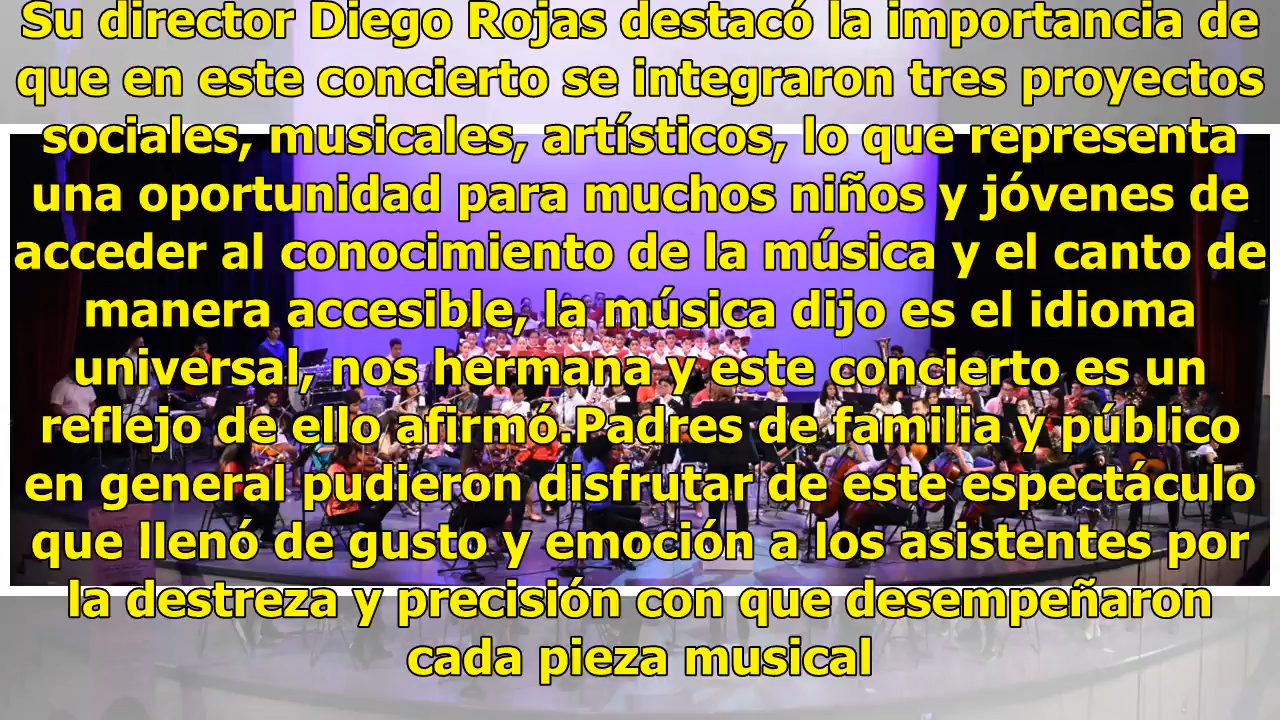 Su director Diego Rojas destacó la importancia de
que en este concierto se integraron tres proyectos
sociales, musicales, artísticos, lo que representa
una oportunidad para muchos niños y jóvenes de
acceder al conocimiento de la música y el canto de
manera accesible, la música dijo es el idioma
universal, nos hermana y este concierto es un
reflejo de ello afirmó.Padres de familia y público
en general pudieron disfrutar de este espectáculo
que llenó de gusto y emoción a los asistentes por
la destreza y precisión con que desempeñaron
cada pieza musical